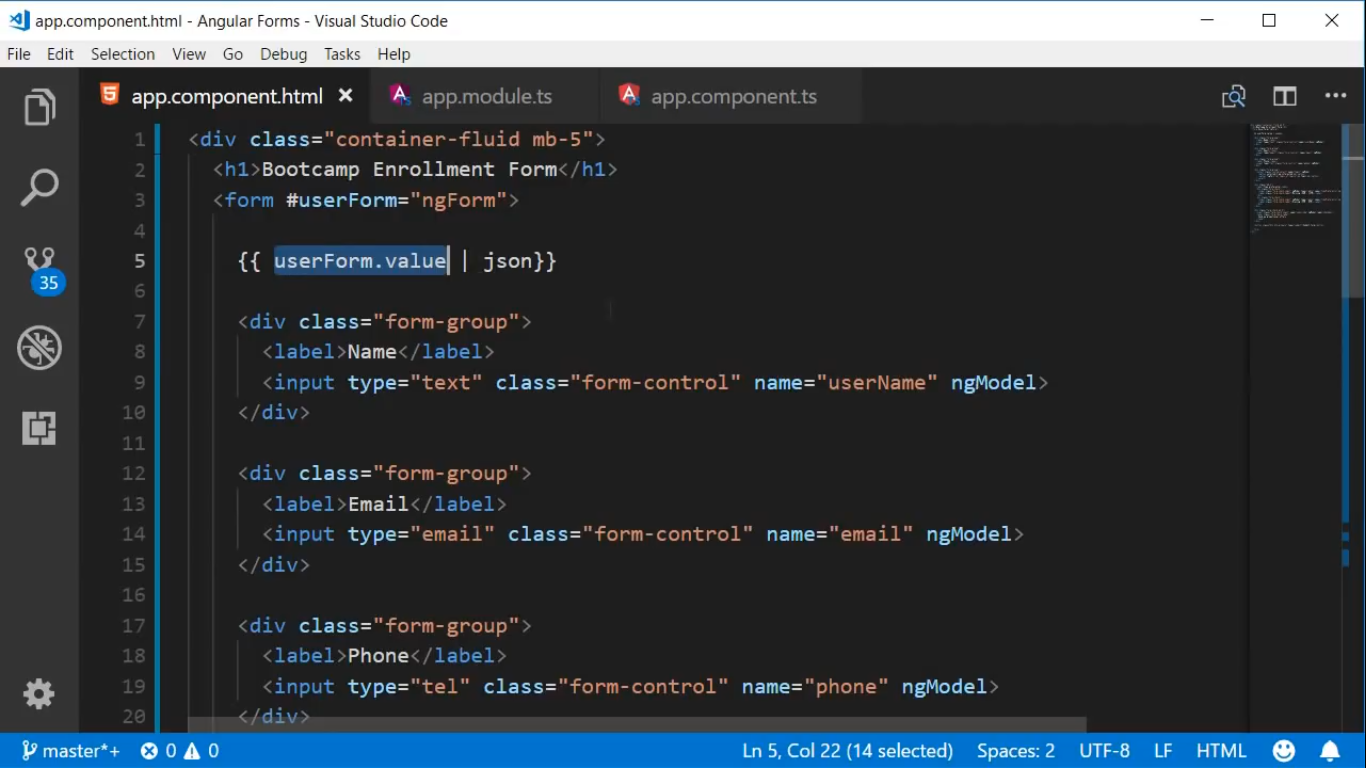 app.component.html - Angular Forms - Visual Studio Code
File Edit Selection View Go Debug Tasks Help
app.component.html app.module.ts app.component.ts
1 <div class="container-fluid mb-5">
2 <h1>Bootcamp Enrollment Form</h1>
3 <form #userForm="ngForm">
4
5 {{ userForm.value | json}}
6
7 <div class="form-group">
8 <label>Name</label>
9 <input type="text" class="form-control" name="userName" ngModel>
10 </div>
11
12 <div class="form-group">
13 <label>Email</label>
14 <input type="email" class="form-control" name="email" ngModel>
15 </div>
16
17 <div class="form-group">
18 <label>Phone</label>
19 <input type="tel" class="form-control" name="phone" ngModel>
20 </div>
35
master*+ 0 0 Ln 5, Col 22 (14 selected) Spaces: 2 UTF-8 LF HTML